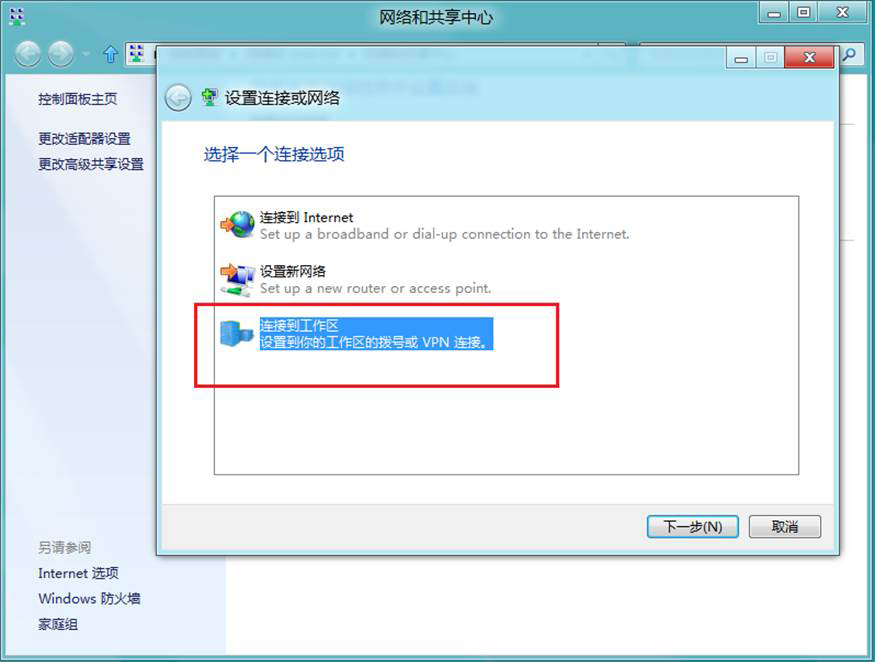 网络和共享中心
设置连接或网络
控制面板主页
更改适配器设置
更改高级共享设置
选择一个连接选项
连接到 Internet
Set up a broadband or dial-up connection to the Internet.
设置新网络
Set up a new router or access point.
连接到工作区
设置到你的工作区的拨号或 VPN 连接。
下一步(N)
取消
另请参阅
Internet 选项
Windows 防火墙
家庭组